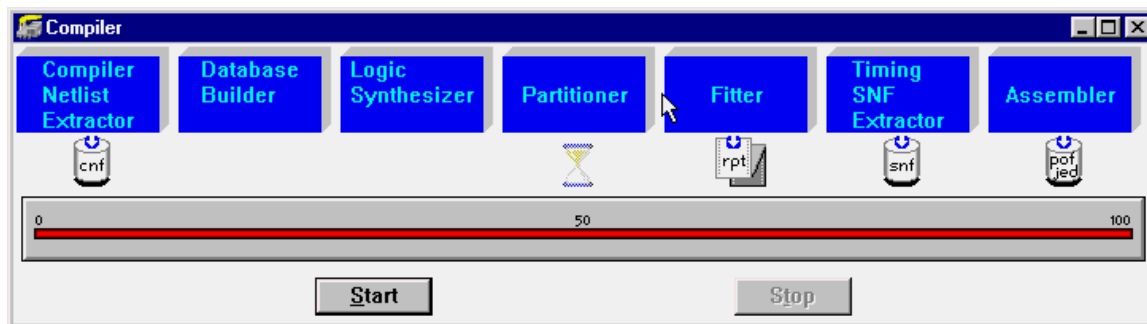 Compiler
Compiler
Netlist
Extractor
Database
Builder
Logic
Synthesizer
Partitioner
Fitter
Timing
SNF
Extractor
Assembler
cnf
rpt
snf
pof
jed
0 50 100
Start Stop